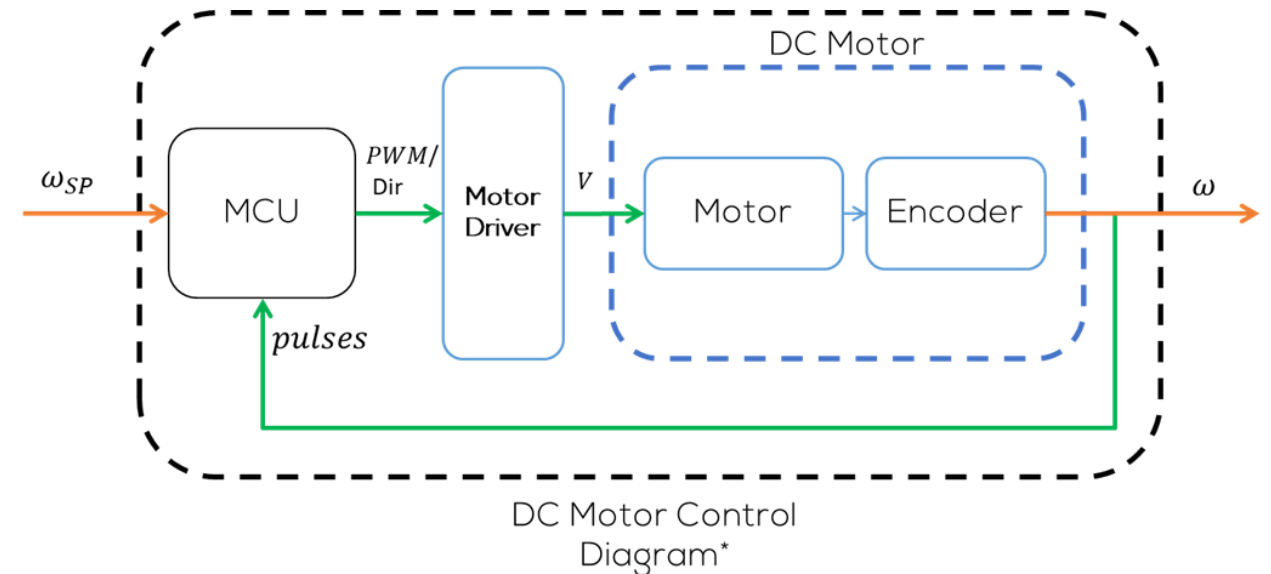 DC Motor
ω_SP
MCU
PWM/
Dir
Motor
Driver
V
Motor
Encoder
ω
pulses
DC Motor Control
Diagram*